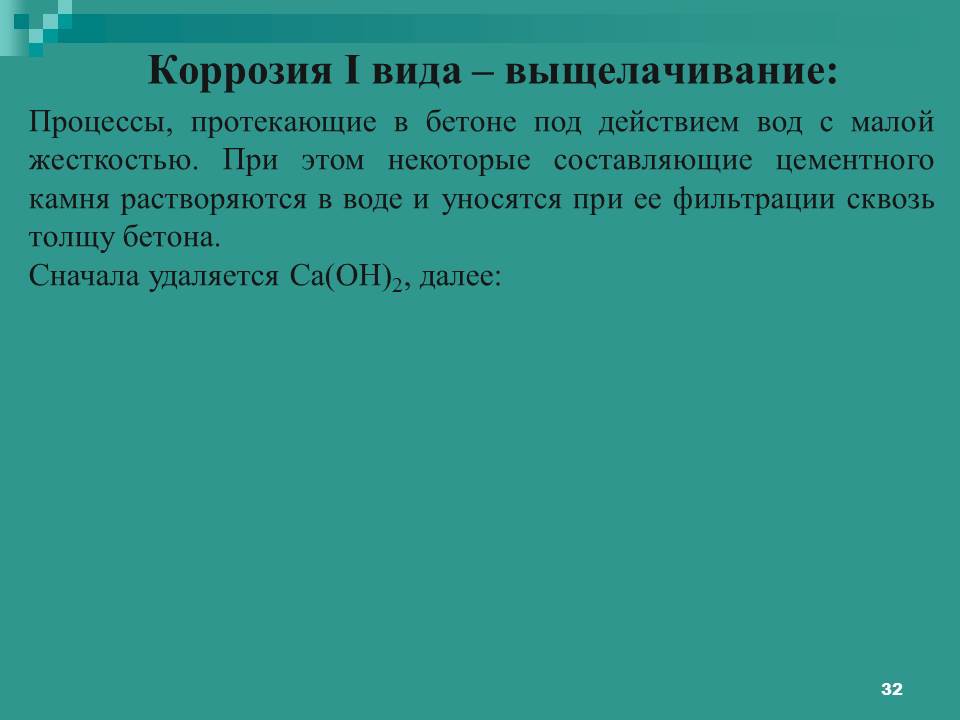 Коррозия I вида – выщелачивание:
Процессы, протекающие в бетоне под действием вод с малой
жесткостью. При этом некоторые составляющие цементного
камня растворяются в воде и уносятся при ее фильтрации сквозь
толщу бетона.
Сначала удаляется Ca(OH)₂, далее:
32